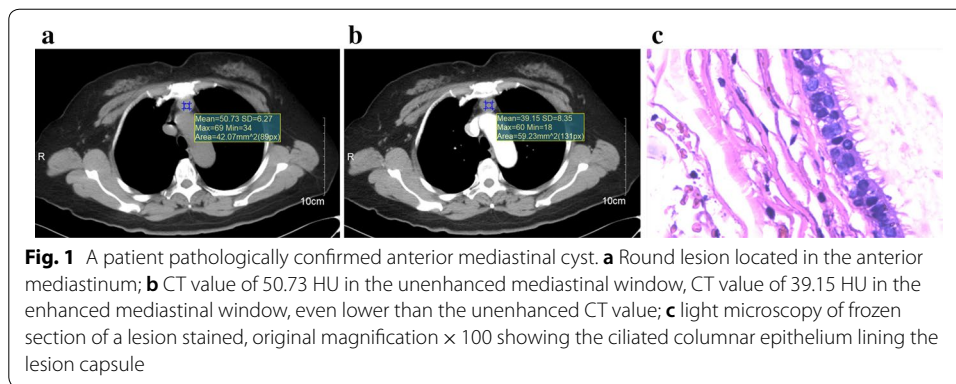 a
b
c
Mean=50.73 SD=6.27
Max=69 Min=34
Area=42.07mm^2(89px)
R
10cm
Mean=39.15 SD=8.35
Max=60 Min=18
Area=59.23mm^2(131px)
R
10cm
Fig. 1 A patient pathologically confirmed anterior mediastinal cyst. a Round lesion located in the anterior
mediastinum; b CT value of 50.73 HU in the unenhanced mediastinal window, CT value of 39.15 HU in the
enhanced mediastinal window, even lower than the unenhanced CT value; c light microscopy of frozen
section of a lesion stained, original magnification × 100 showing the ciliated columnar epithelium lining the
lesion capsule